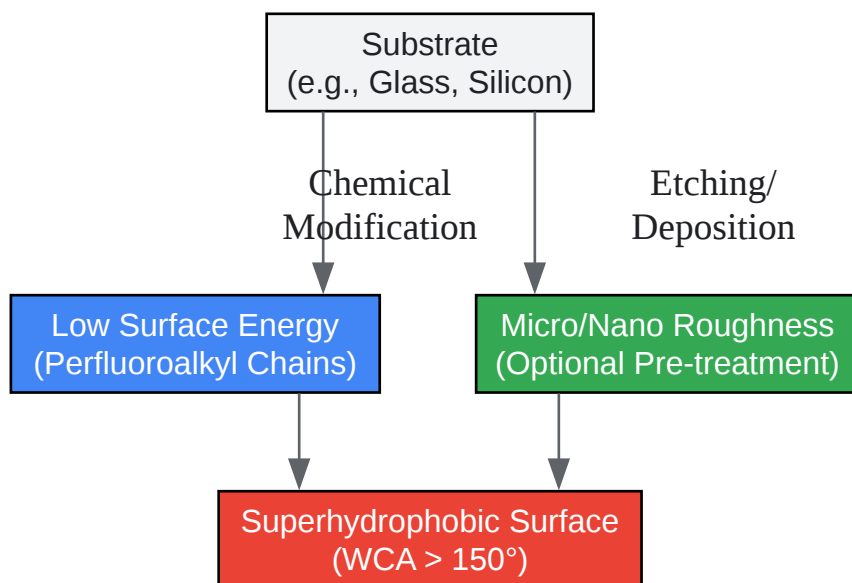 Substrate
(e.g., Glass, Silicon)
Chemical
Modification
Etching/
Deposition
Low Surface Energy
(Perfluoroalkyl Chains)
Micro/Nano Roughness
(Optional Pre-treatment)
Superhydrophobic Surface
(WCA > 150°)